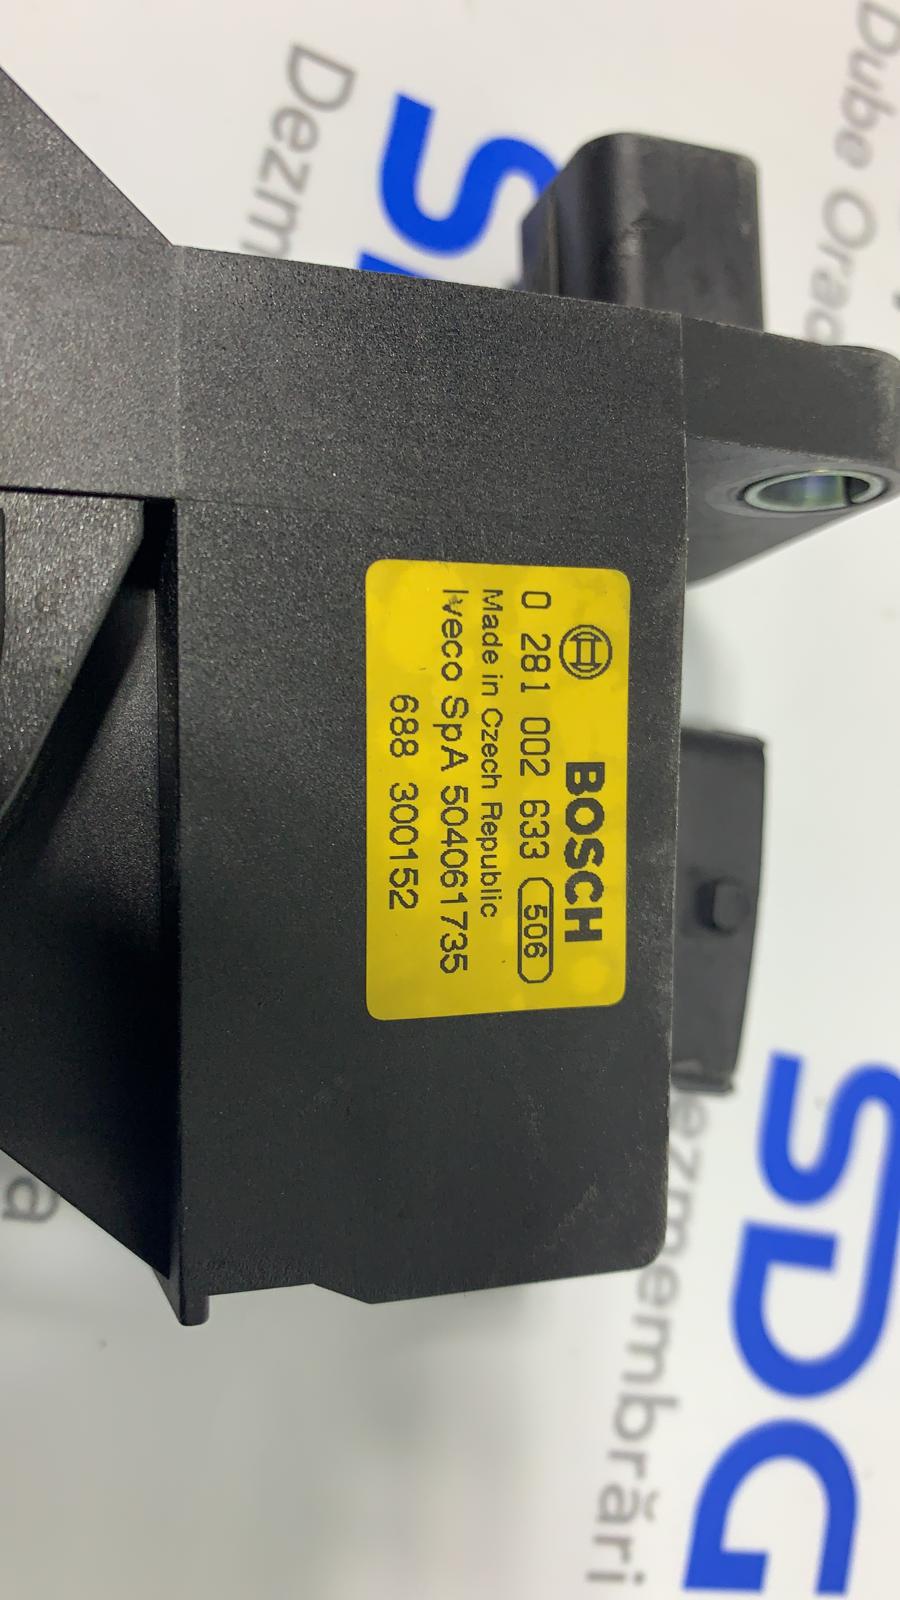 BOSCH
0 281 002 633 506
Made in Czech Republic
Iveco SpA 504061735
688 300152
Dezm
S
Dube Orad
SDG
Dezmembrări
a